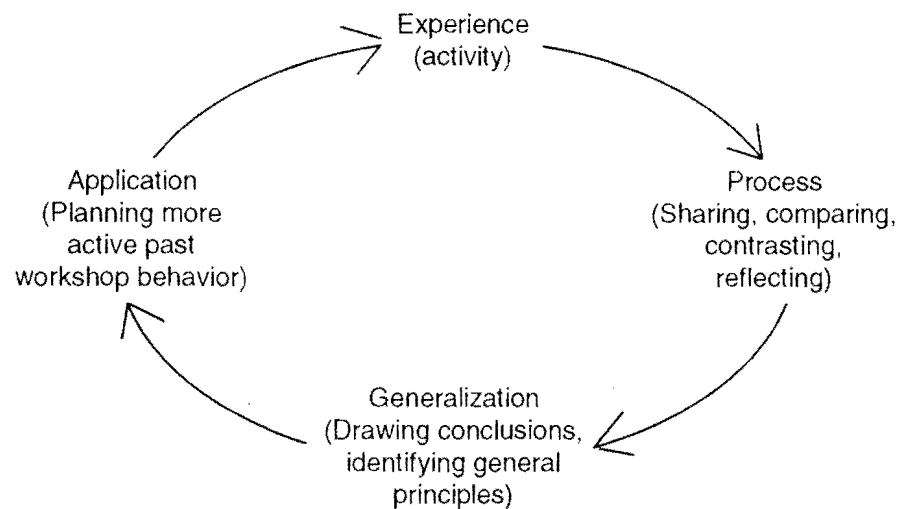 Experience
(activity)
Process
(Sharing, comparing,
contrasting,
reflecting)
Generalization
(Drawing conclusions,
identifying general
principles)
Application
(Planning more
active past
workshop behavior)